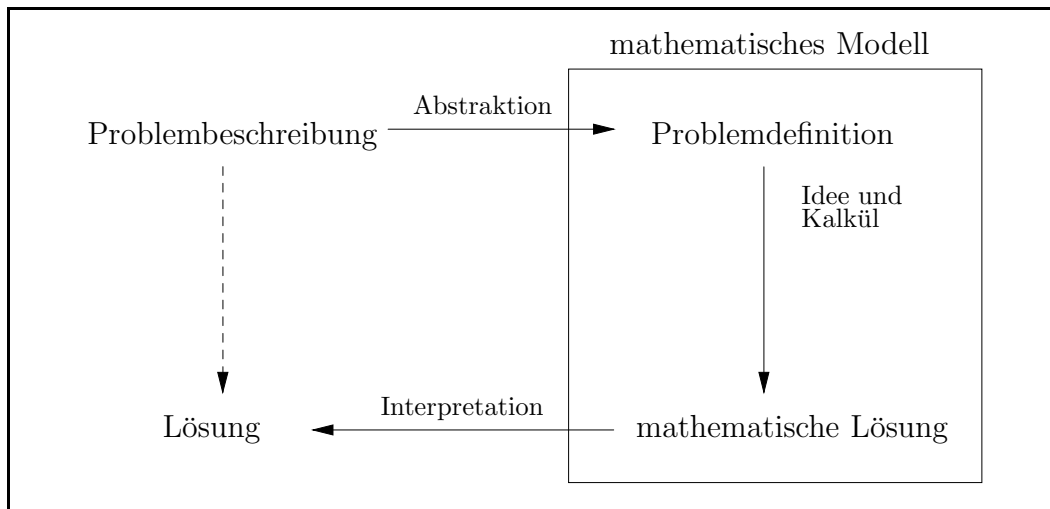 mathematisches Modell
Abstraktion
Problembeschreibung
Problemdefinition
Idee und
Kalkül
Interpretation
Lösung
mathematische Lösung